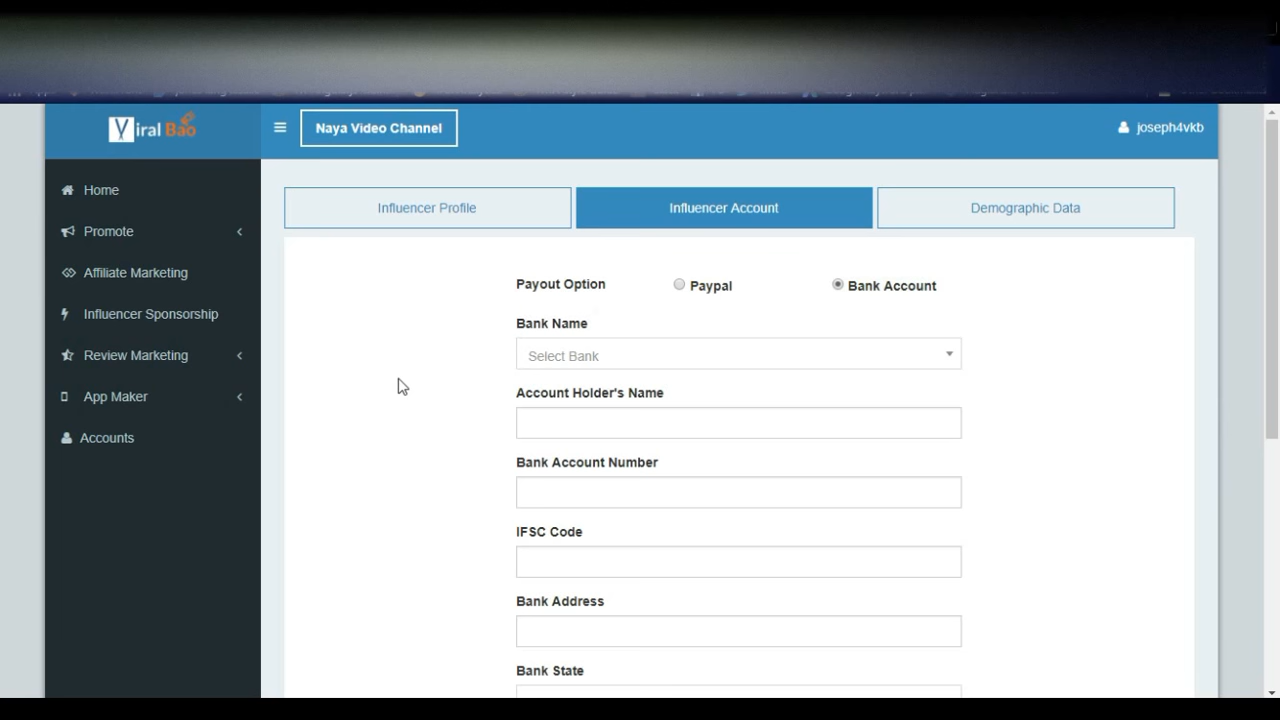 Viral Bao
Naya Video Channel
joseph4vkb
Home
Promote
Affiliate Marketing
Influencer Sponsorship
Review Marketing
App Maker
Accounts
Influencer Profile
Influencer Account
Demographic Data
Payout Option
Paypal
Bank Account
Bank Name
Select Bank
Account Holder's Name
Bank Account Number
IFSC Code
Bank Address
Bank State